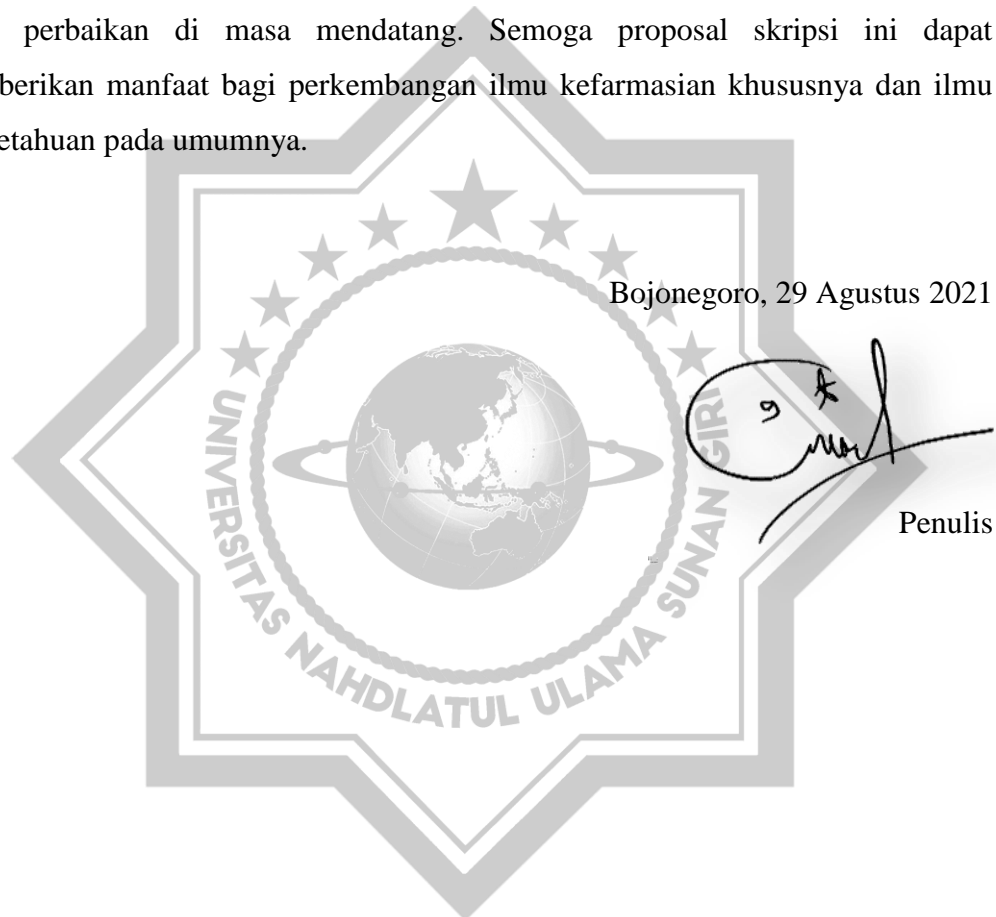 perbaikan di masa mendatang. Semoga proposal skripsi ini dapat
berikan manfaat bagi perkembangan ilmu kefarmasian khususnya dan ilmu
etahuan pada umumnya.
Bojonegoro, 29 Agustus 2021
Penulis
UNIVERSITAS NAHDLATUL ULAMA SUNAN GIRI